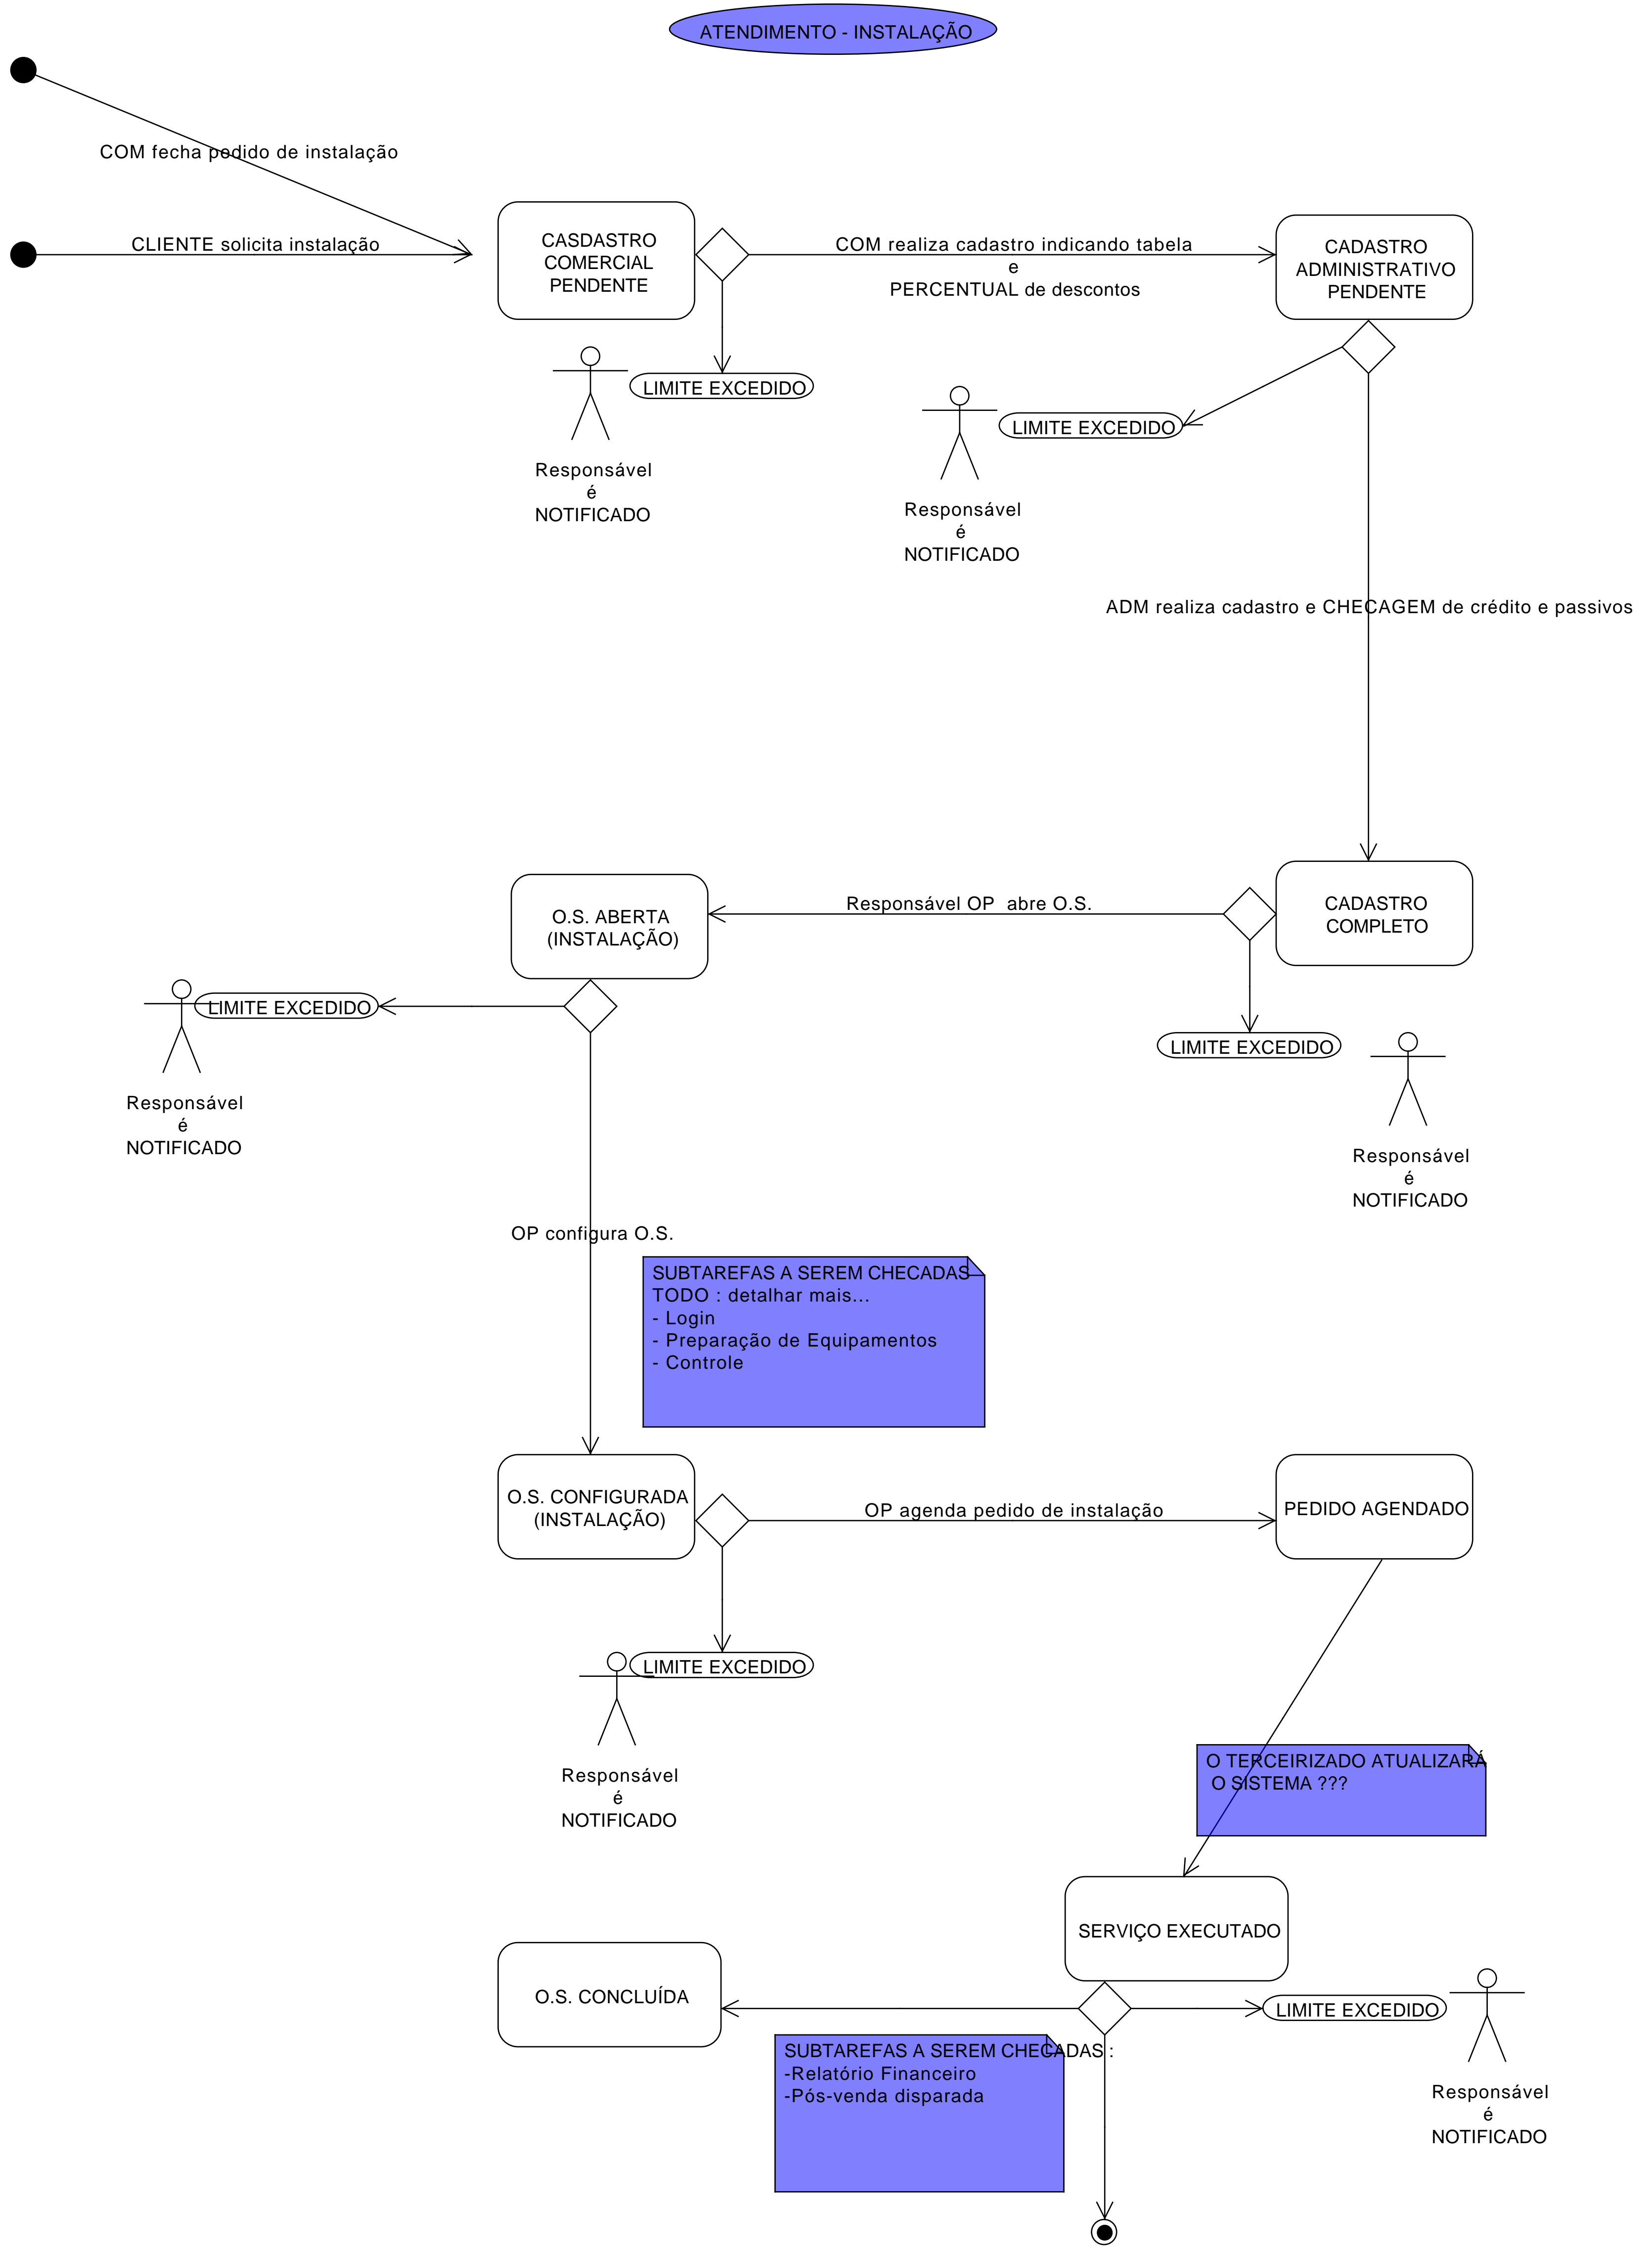 ATENDIMENTO - INSTALAÇÃO
COM fecha pedido de instalação
CLIENTE solicita instalação
CASDASTRO
COMERCIAL
PENDENTE
COM realiza cadastro indicando tabela
e
PERCENTUAL de descontos
CADASTRO
ADMINISTRATIVO
PENDENTE
LIMITE EXCEDIDO
Responsável
é
NOTIFICADO
LIMITE EXCEDIDO
Responsável
é
NOTIFICADO
ADM realiza cadastro e CHECAGEM de crédito e passivos
CADASTRO
COMPLETO
Responsável OP  abre O.S.
O.S. ABERTA
(INSTALAÇÃO)
LIMITE EXCEDIDO
Responsável
é
NOTIFICADO
LIMITE EXCEDIDO
Responsável
é
NOTIFICADO
OP configura O.S.
SUBTAREFAS A SEREM CHECADAS
TODO : detalhar mais...
- Login
- Preparação de Equipamentos
- Controle
O.S. CONFIGURADA
(INSTALAÇÃO)
OP agenda pedido de instalação
PEDIDO AGENDADO
LIMITE EXCEDIDO
Responsável
é
NOTIFICADO
O TERCEIRIZADO ATUALIZARÁ
O SISTEMA ???
SERVIÇO EXECUTADO
O.S. CONCLUÍDA
LIMITE EXCEDIDO
Responsável
é
NOTIFICADO
SUBTAREFAS A SEREM CHECADAS :
-Relatório Financeiro
-Pós-venda disparada